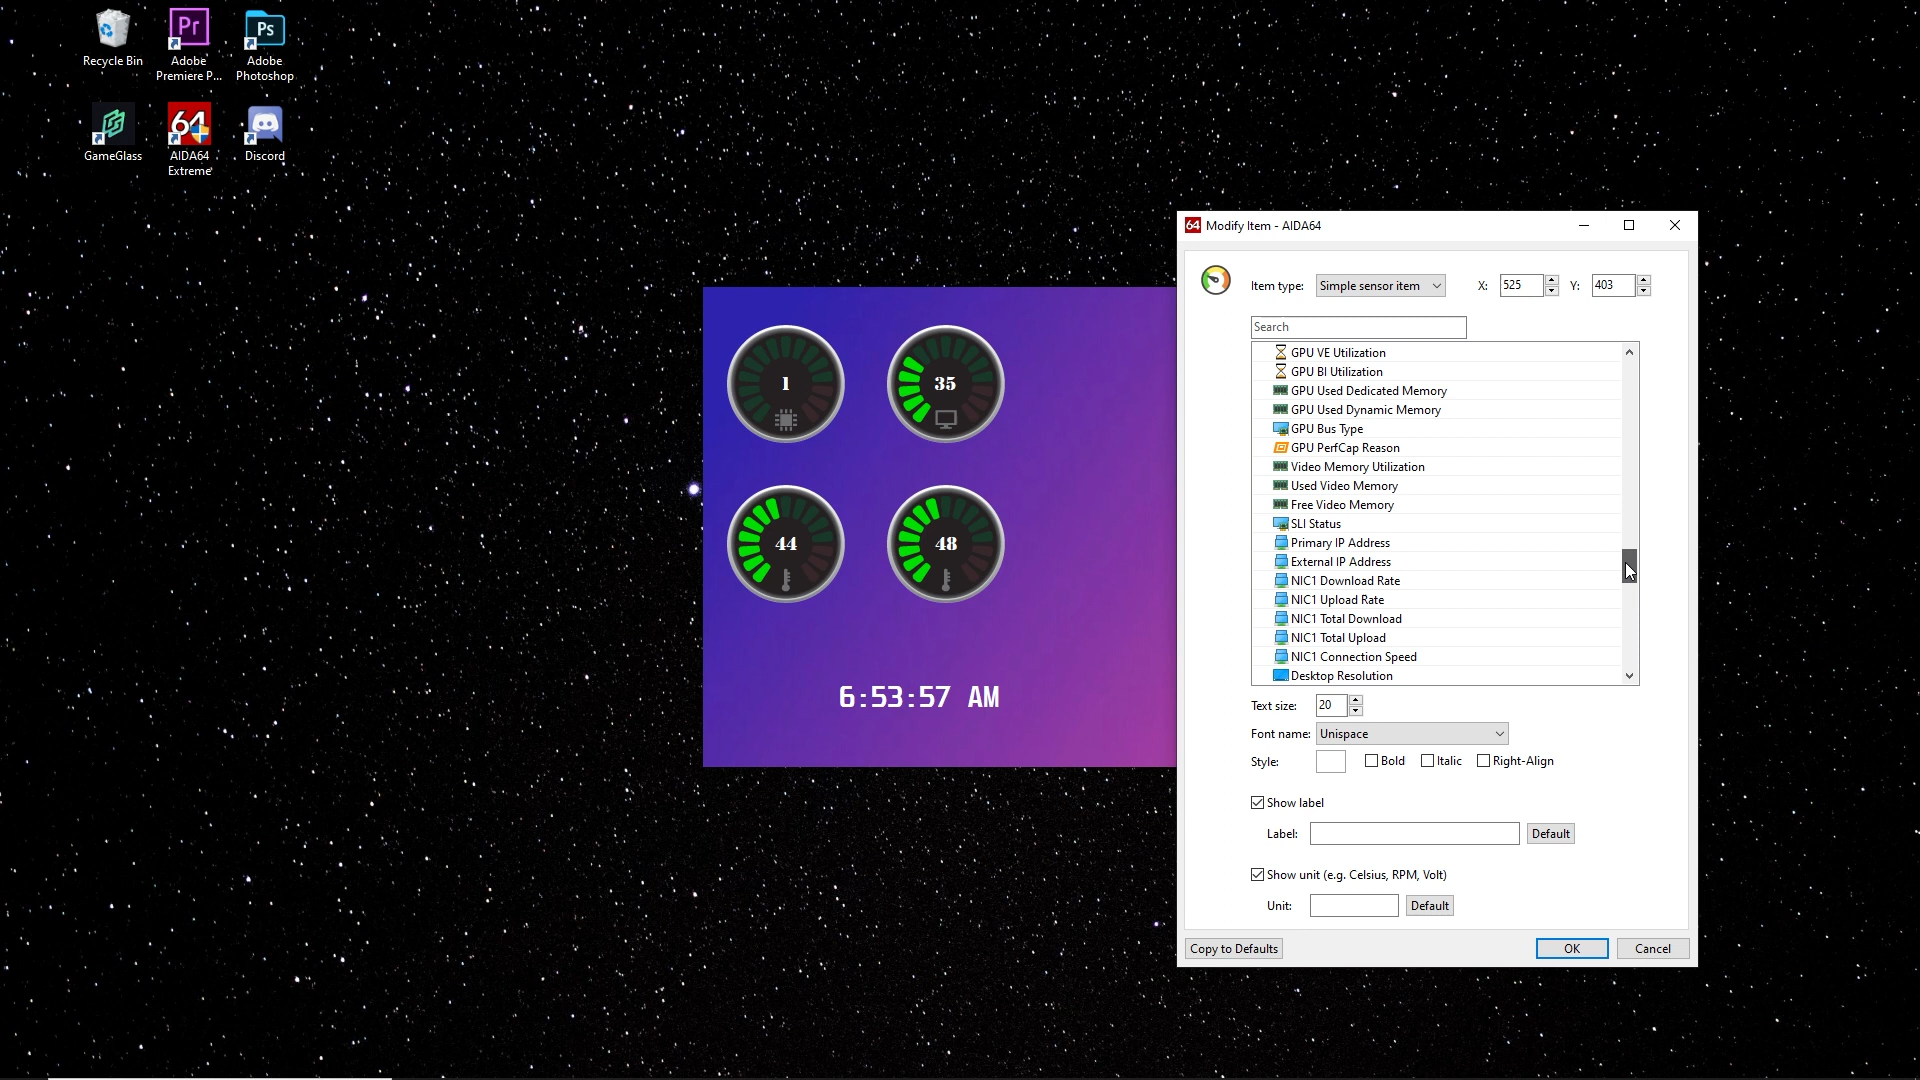 Recycle Bin
Adobe
Premiere P...
Adobe
Photoshop
Pr
Ps
GameGlass
64
AIDA64
Extreme
Discord
1
35
44
48
6:53:57 AM
64 Modify Item - AIDA64
Item type: Simple sensor item X: 525 Y: 403
Search
GPU VE Utilization
GPU BI Utilization
GPU Used Dedicated Memory
GPU Used Dynamic Memory
GPU Bus Type
GPU PerfCap Reason
Video Memory Utilization
Used Video Memory
Free Video Memory
SLI Status
Primary IP Address
External IP Address
NIC1 Download Rate
NIC1 Upload Rate
NIC1 Total Download
NIC1 Total Upload
NIC1 Connection Speed
Desktop Resolution
Text size: 20
Font name: Unispace
Style: Bold Italic Right-Align
Show label
Label: Default
Show unit (e.g. Celsius, RPM, Volt)
Unit: Default
Copy to Defaults OK Cancel